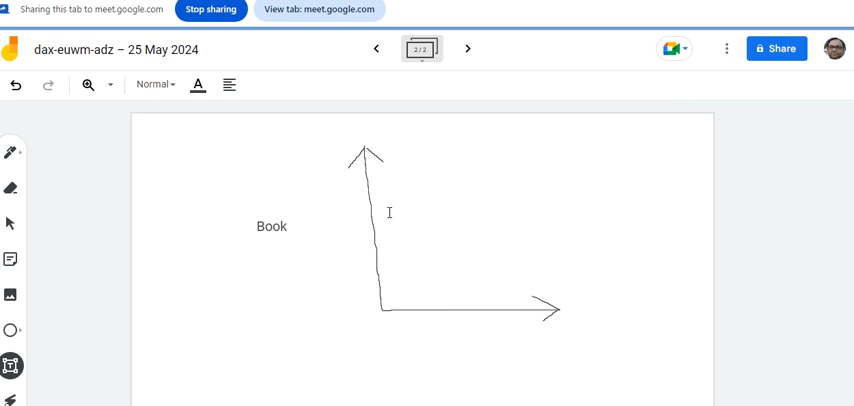 Sharing this tab to meet.google.com
Stop sharing
View tab: meet.google.com
dax-euwm-adz – 25 May 2024
2 / 2
Share
Normal
A
Book
T